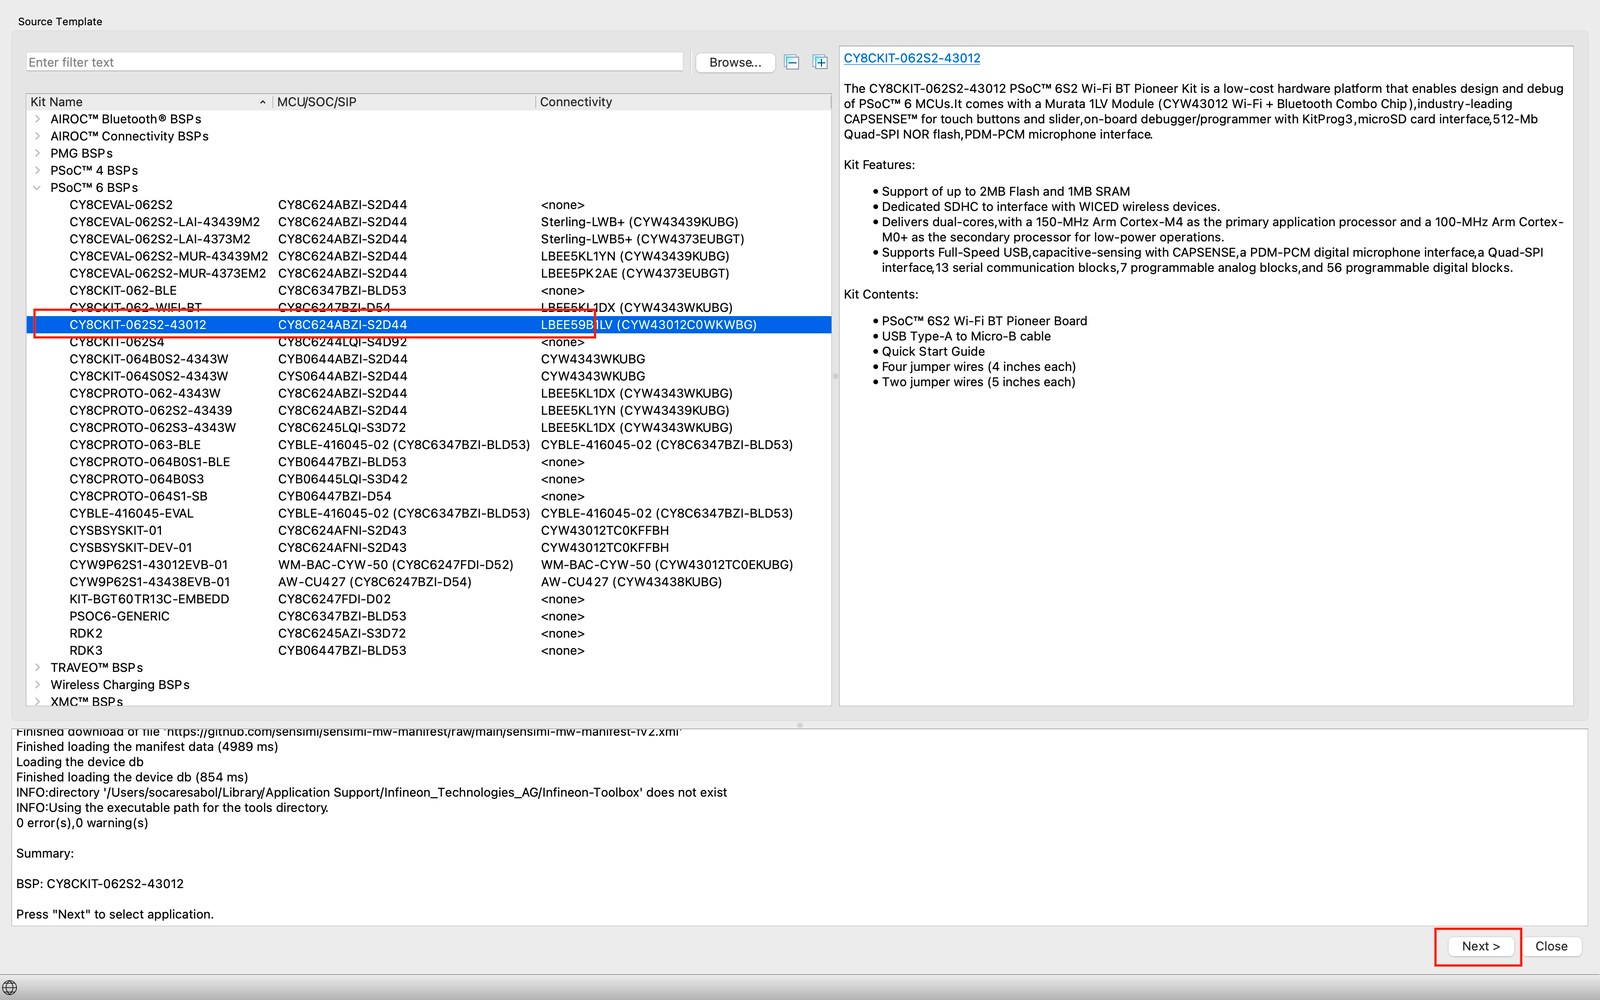 Source Template
Enter filter text
Browse...
Kit Name MCU/SOC/SIP Connectivity
AIROC™ Bluetooth® BSPs
AIROC™ Connectivity BSPs
PMG BSPs
PSoC™ 4 BSPs
PSoC™ 6 BSPs
CY8CEVAL-062S2 CY8C624ABZI-S2D44 <none>
CY8CEVAL-062S2-LAI-43439M2 CY8C624ABZI-S2D44 Sterling-LWB+ (CYW43439KUBG)
CY8CEVAL-062S2-LAI-4373M2 CY8C624ABZI-S2D44 Sterling-LWB5+ (CYW4373EUBGT)
CY8CEVAL-062S2-MUR-43439M2 CY8C624ABZI-S2D44 LBEE5KL1YN (CYW43439KUBG)
CY8CEVAL-062S2-MUR-4373EM2 CY8C624ABZI-S2D44 LBEE5PK2AE (CYW4373EUBGT)
CY8CKIT-062-BLE CY8C6347BZI-BLD53 <none>
CY8CKIT-062-WIFI-BT CY8C6247BZI-D54 LBEE5KL1DX (CYW4343WKUBG)
CY8CKIT-062S2-43012 CY8C624ABZI-S2D44 LBEE59B1LV (CYW43012C0WKWBG)
CY8CKIT-062S4 CY8C6244LQI-S4D92 <none>
CY8CKIT-064B0S2-4343W CYB0644ABZI-S2D44 CYW4343WKUBG
CY8CKIT-064S0S2-4343W CYS0644ABZI-S2D44 CYW4343WKUBG
CY8CPROTO-062-4343W CY8C624ABZI-S2D44 LBEE5KL1DX (CYW4343WKUBG)
CY8CPROTO-062S2-43439 CY8C624ABZI-S2D44 LBEE5KL1YN (CYW43439KUBG)
CY8CPROTO-062S3-4343W CY8C6245LQI-S3D72 LBEE5KL1DX (CYW4343WKUBG)
CY8CPROTO-063-BLE CYBLE-416045-02 (CY8C6347BZI-BLD53) CYBLE-416045-02 (CY8C6347BZI-BLD53)
CY8CPROTO-064B0S1-BLE CYB06447BZI-BLD53 <none>
CY8CPROTO-064B0S3 CYB06445LQI-S3D42 <none>
CY8CPROTO-064S1-SB CYB06447BZI-D54 <none>
CYBLE-416045-EVAL CYBLE-416045-02 (CY8C6347BZI-BLD53) CYBLE-416045-02 (CY8C6347BZI-BLD53)
CYSBSYSKIT-01 CY8C624AFNI-S2D43 CYW43012TC0KFFBH
CYSBSYSKIT-DEV-01 CY8C624AFNI-S2D43 CYW43012TC0KFFBH
CYW9P62S1-43012EVB-01 WM-BAC-CYW-50 (CY8C6247FDI-D52) WM-BAC-CYW-50 (CYW43012TC0EKUBG)
CYW9P62S1-43438EVB-01 AW-CU427 (CY8C6247BZI-D54) AW-CU427 (CYW43438KUBG)
KIT-BGT60TR13C-EMBEDD CY8C6247FDI-D02 <none>
PSOC6-GENERIC CY8C6347BZI-BLD53 <none>
RDK2 CY8C6245AZI-S3D72 <none>
RDK3 CYB06447BZI-BLD53 <none>
TRAVEO™ BSPs
Wireless Charging BSPs
XMC™ BSPs
CY8CKIT-062S2-43012
The CY8CKIT-062S2-43012 PSoC™ 6S2 Wi-Fi BT Pioneer Kit is a low-cost hardware platform that enables design and debug
of PSoC™ 6 MCUs.It comes with a Murata 1LV Module (CYW43012 Wi-Fi + Bluetooth Combo Chip),industry-leading
CAPSENSE™ for touch buttons and slider,on-board debugger/programmer with KitProg3,microSD card interface,512-Mb
Quad-SPI NOR flash,PDM-PCM microphone interface.
Kit Features:
• Support of up to 2MB Flash and 1MB SRAM
• Dedicated SDHC to interface with WICED wireless devices.
• Delivers dual-cores,with a 150-MHz Arm Cortex-M4 as the primary application processor and a 100-MHz Arm Cortex-
M0+ as the secondary processor for low-power operations.
• Supports Full-Speed USB,capacitive-sensing with CAPSENSE,a PDM-PCM digital microphone interface,a Quad-SPI
interface,13 serial communication blocks,7 programmable analog blocks,and 56 programmable digital blocks.
Kit Contents:
• PSoC™ 6S2 Wi-Fi BT Pioneer Board
• USB Type-A to Micro-B cable
• Quick Start Guide
• Four jumper wires (4 inches each)
• Two jumper wires (5 inches each)
Finished download of file 'https://github.com/sensiml/sensiml-mw-manifest/raw/main/sensiml-mw-manifest-fv2.xml'
Finished loading the manifest data (4989 ms)
Loading the device db
Finished loading the device db (854 ms)
INFO:directory '/Users/socaresabol/Library/Application Support/Infineon_Technologies_AG/Infineon-Toolbox' does not exist
INFO:Using the executable path for the tools directory.
0 error(s),0 warning(s)
Summary:
BSP: CY8CKIT-062S2-43012
Press "Next" to select application.
Next >
Close